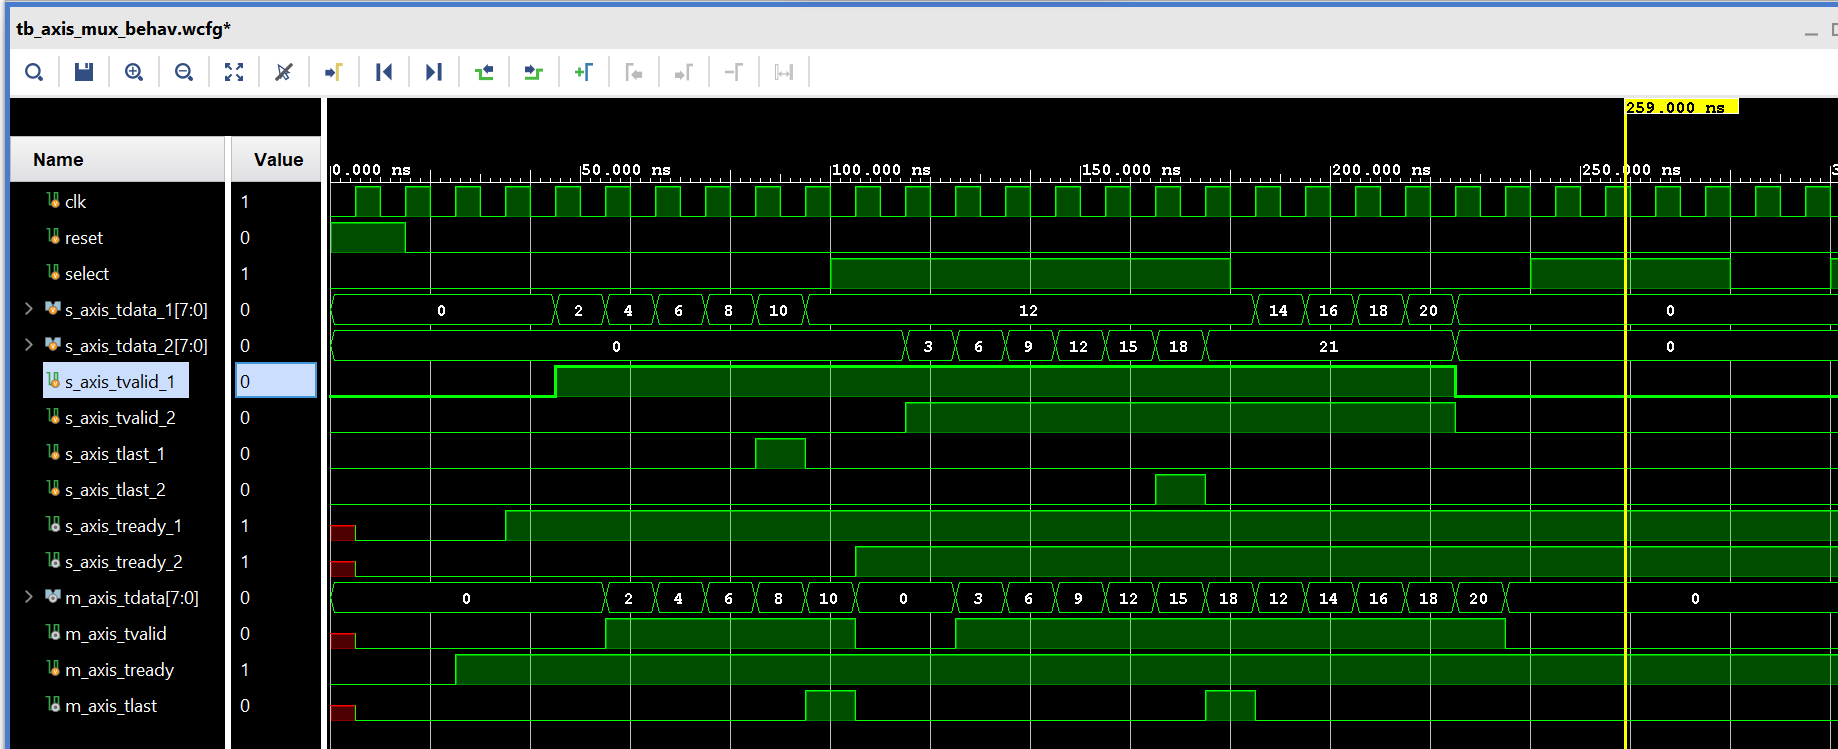 tb_axis_mux_behav.wcfg*
259.000 ns
Name Value
0.000 ns 50.000 ns 100.000 ns 150.000 ns 200.000 ns 250.000 ns 3
clk 1
reset 0
select 1
s_axis_tdata_1[7:0] 0 0 2 4 6 8 10 12 14 16 18 20 0
s_axis_tdata_2[7:0] 0 0 3 6 9 12 15 18 21 0
s_axis_tvalid_1 0
s_axis_tvalid_2 0
s_axis_tlast_1 0
s_axis_tlast_2 0
s_axis_tready_1 1
s_axis_tready_2 1
m_axis_tdata[7:0] 0 0 2 4 6 8 10 0 3 6 9 12 15 18 12 14 16 18 20 0
m_axis_tvalid 0
m_axis_tready 1
m_axis_tlast 0